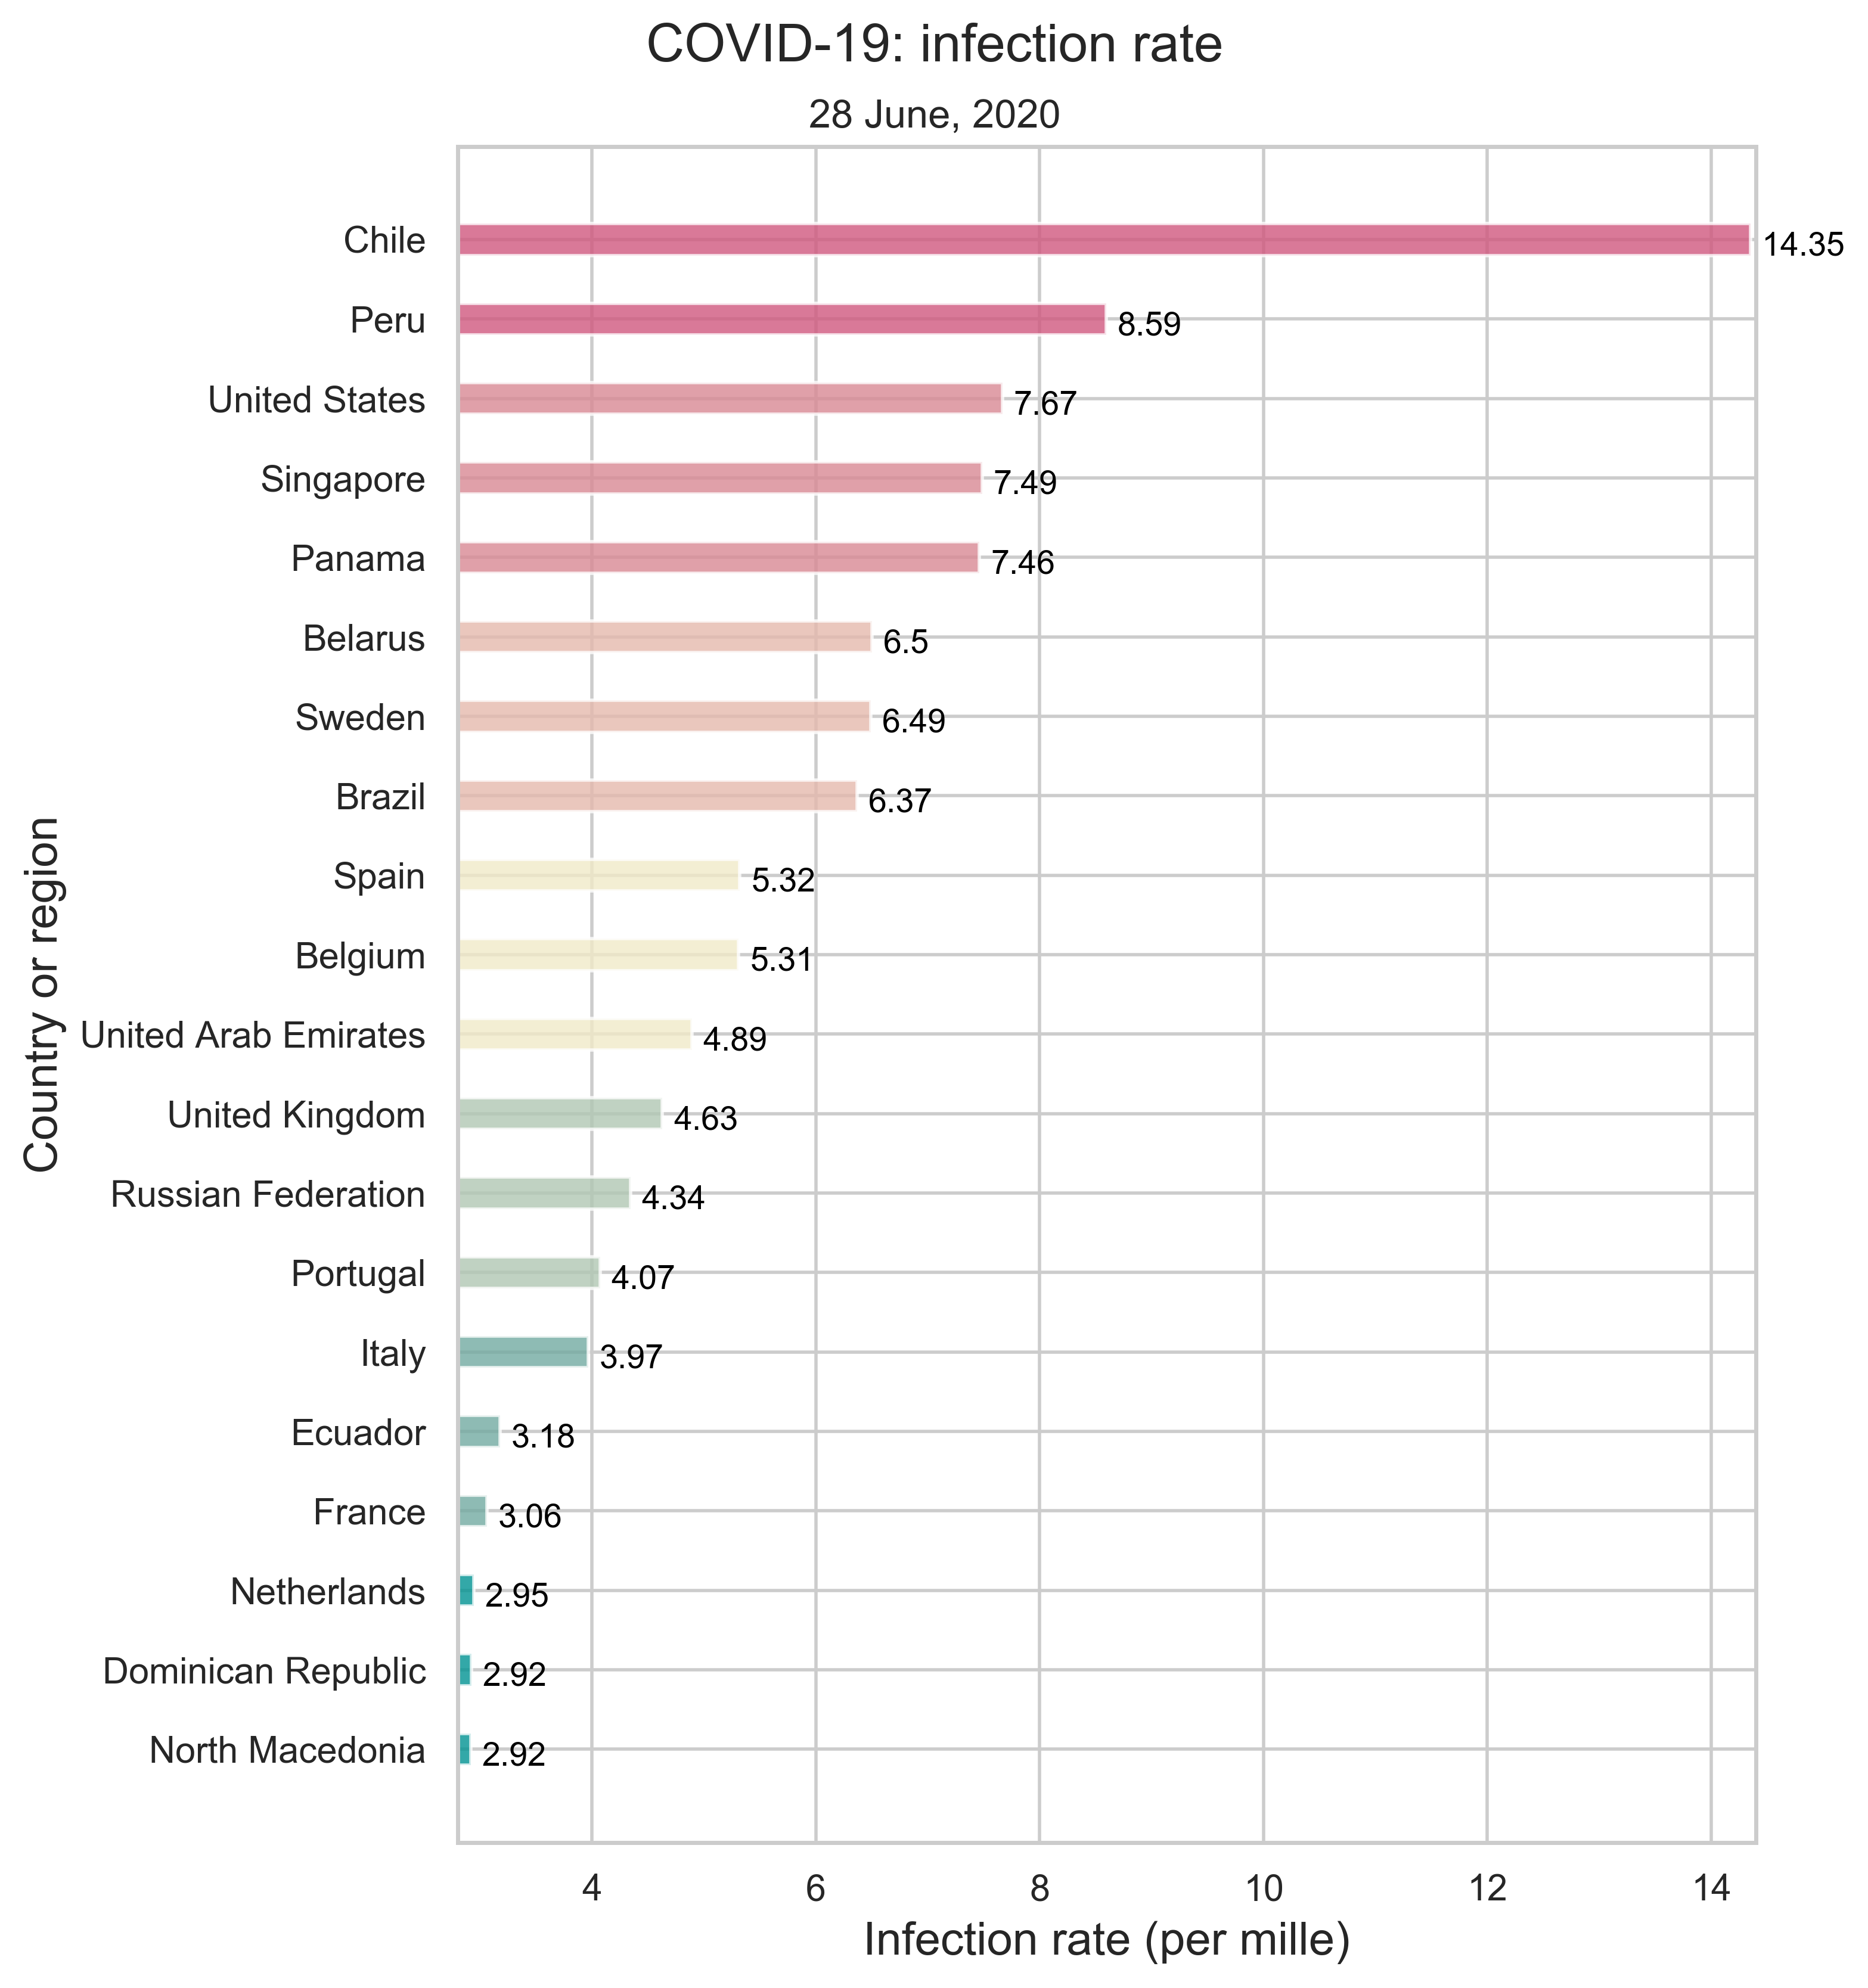 COVID-19: infection rate
28 June, 2020
Chile 14.35
Peru 8.59
United States 7.67
Singapore 7.49
Panama 7.46
Belarus 6.5
Sweden 6.49
Brazil 6.37
Spain 5.32
Belgium 5.31
United Arab Emirates 4.89
United Kingdom 4.63
Russian Federation 4.34
Portugal 4.07
Italy 3.97
Ecuador 3.18
France 3.06
Netherlands 2.95
Dominican Republic 2.92
North Macedonia 2.92
Country or region
4 6 8 10 12 14
Infection rate (per mille)